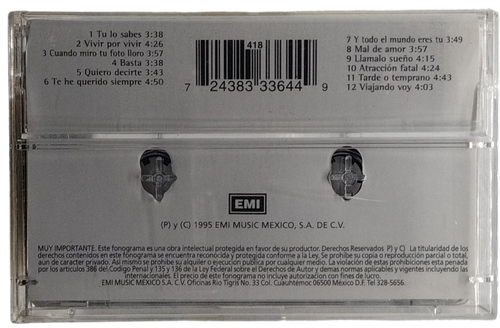 1 Tu lo sabes 3:38
2 Vivir por vivir 4:26
3 Cuando miro tu foto lloro 3:57
4 Basta 3:38
5 Quiero decirte 3:43
6 Te he querido siempre 4:50
418
7 24383 33644 9
7 Y todo el mundo eres tu 3:49
8 Mal de amor 3:57
9 Llamalo sueño 4:15
10 Atracción fatal 4:24
11 Tarde o temprano 4:43
12 Viajando voy 4:03
EMI
(P) y (C) 1995 EMI MUSIC MEXICO, S.A. DE C.V.
MUY IMPORTANTE. Este fonograma es una obra intelectual protegida en favor de su productor. Derechos Reservados P) y C) La titularidad de los
derechos contenidos en este fonograma se encuentra reconocida y protegida conforme a la Ley. Se prohibe su copia o reproducción parcial o total,
aun de caracter privado. Asi mismo se prohibe su alquiler o ejecucion publica por cualquier medio. La violación de estas prohibiciones esta penada
por los articulos 386 del Codigo Penal y 135 y 136 de la Ley Federal sobre el Derechos de Autor y demas normas aplicables y vigentes incluyendo las
internacionales. El precio de este fonograma no incluye autorizacion con fines de lucro.
EMI MUSIC MEXICO S.A. C.V. Oficinas Rio Tigris No. 33 Col. Cuauhtémoc 06500 México D.F. Tel 328-5656.